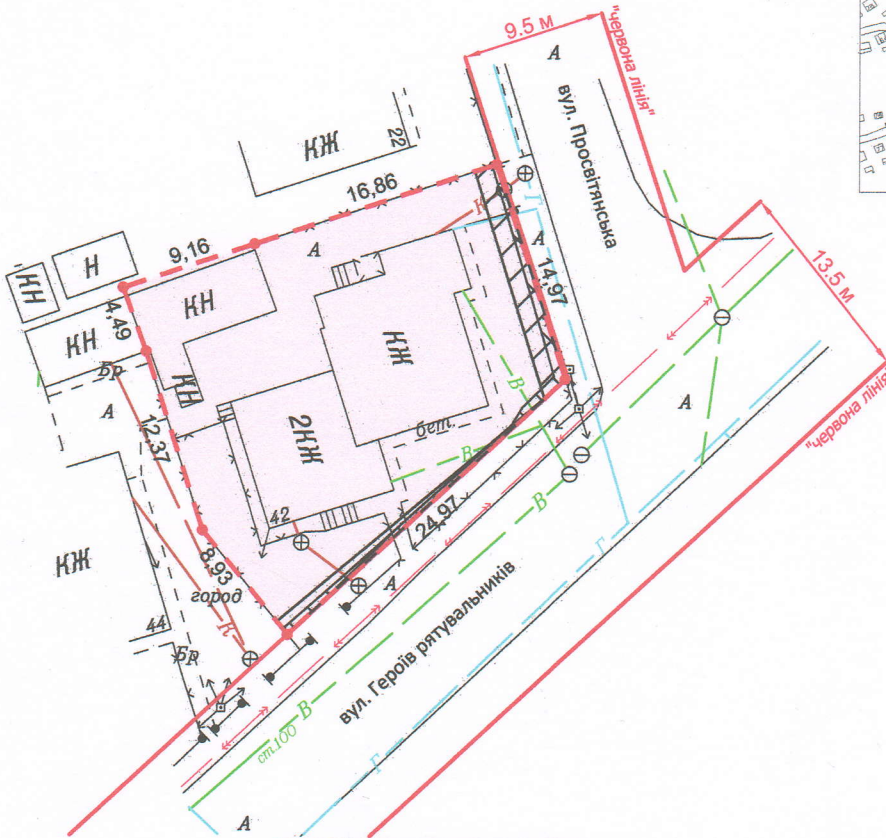 9.5 м
"червона лінія"
А
вул. Просвітянська
КЖ
22
16,86
К
Г
А
9,16
А
14,97
13.5 м
КН
Н
КН
4,49
КН
КН
КЖ
Бр
А
12,37
В
2КЖ
бет.
В
А
"червона лінія"
42
24,97
В
КЖ
8,93
город
А
Г
44
К
Бр
вул. Героїв рятувальників
В
ст.100
Г
А